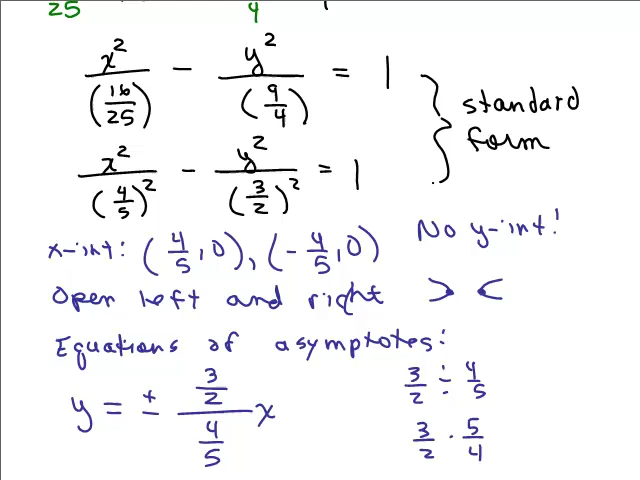 25 4
x²/(16/25) − y²/(9/4) = 1
x²/(4/5)² − y²/(3/2)² = 1
} standard form
x-int: (4/5, 0), (-4/5, 0) No y-int!
Open left and right
Equations of asymptotes:
y = ± (3/2)/(4/5) x
3/2 ÷ 4/5
3/2 · 5/4